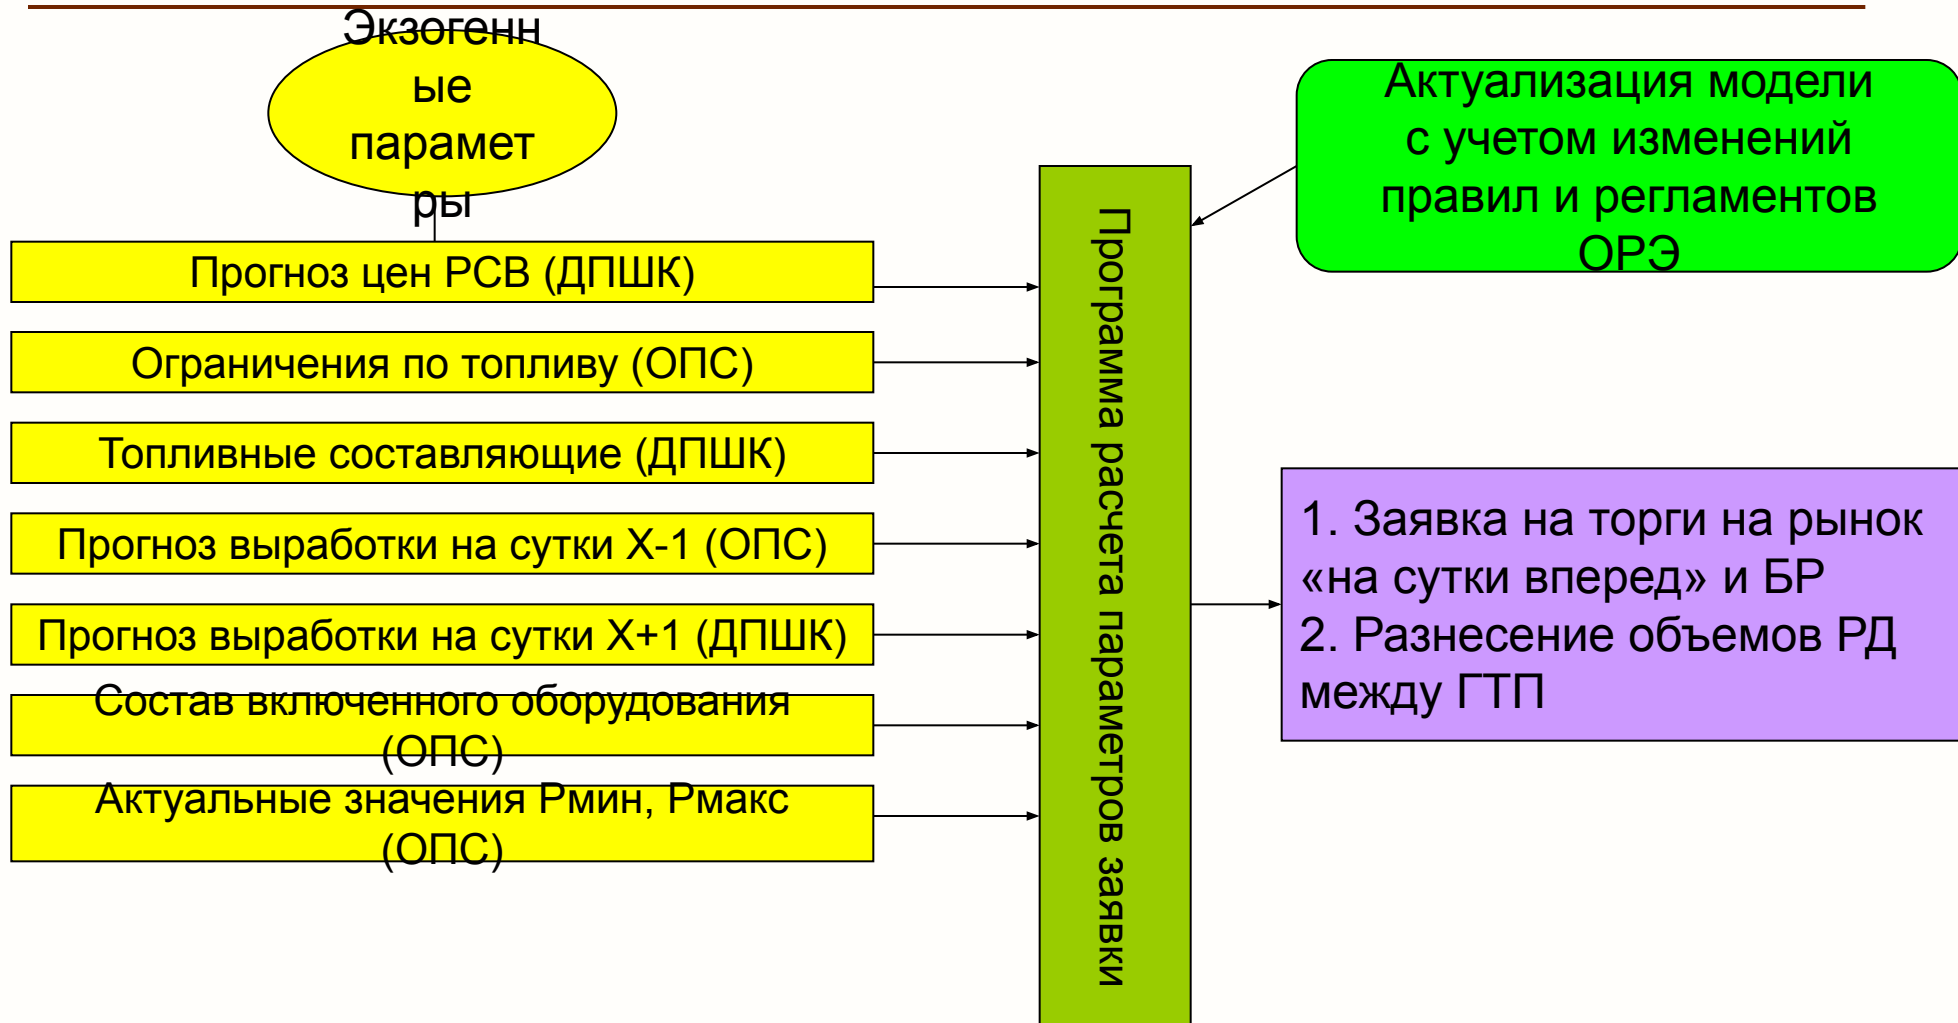 Экзогенн
ые
парамет
ры
Прогноз цен РСВ (ДПШК)
Ограничения по топливу (ОПС)
Топливные составляющие (ДПШК)
Прогноз выработки на сутки Х-1 (ОПС)
Прогноз выработки на сутки Х+1 (ДПШК)
Состав включенного оборудования
(ОПС)
Актуальные значения Рмин, Рмакс
(ОПС)
Программа расчета параметров заявки
Актуализация модели
с учетом изменений
правил и регламентов
ОРЭ
1. Заявка на торги на рынок
«на сутки вперед» и БР
2. Разнесение объемов РД
между ГТП